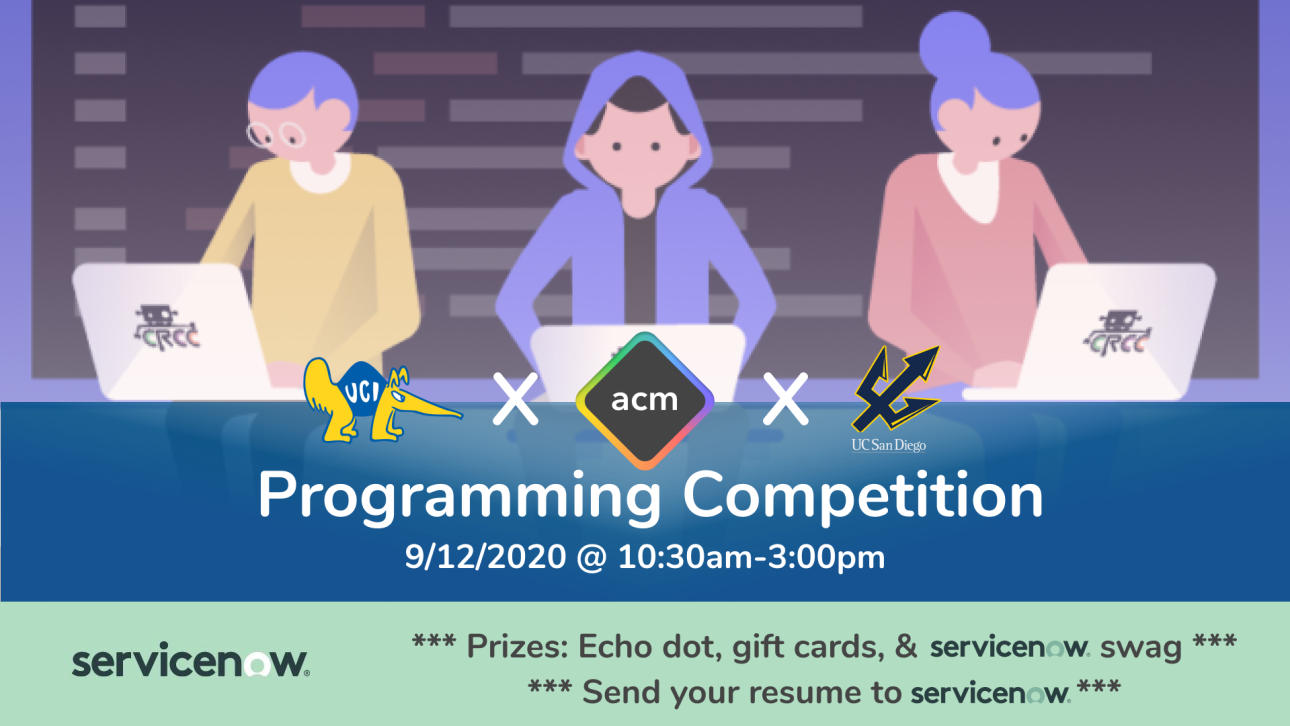 CRCC
CRCC
UCI
X
acm
X
UC San Diego
Programming Competition
9/12/2020 @ 10:30am-3:00pm
servicenow®
*** Prizes: Echo dot, gift cards, & servicenow® swag ***
*** Send your resume to servicenow® ***